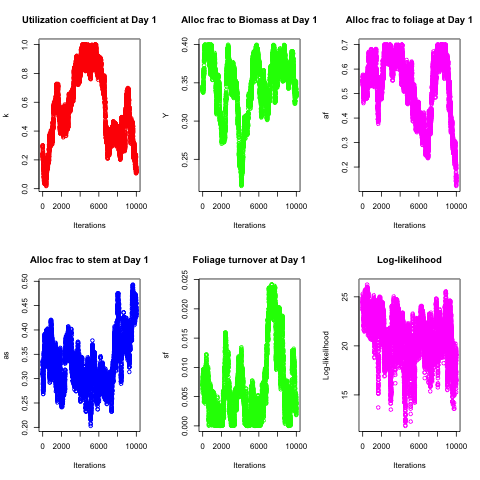 Utilization coefficient at Day 1
Alloc frac to Biomass at Day 1
Alloc frac to foliage at Day 1
k
0.0 0.2 0.4 0.6 0.8 1.0
0 2000 6000 10000
Iterations
Y
0.25 0.30 0.35 0.40
0 2000 6000 10000
Iterations
af
0.2 0.3 0.4 0.5 0.6 0.7
0 2000 6000 10000
Iterations
Alloc frac to stem at Day 1
Foliage turnover at Day 1
Log-likelihood
as
0.20 0.25 0.30 0.35 0.40 0.45 0.50
0 2000 6000 10000
Iterations
sf
0.000 0.005 0.010 0.015 0.020 0.025
0 2000 6000 10000
Iterations
Log-likelihood
15 20 25
0 2000 6000 10000
Iterations